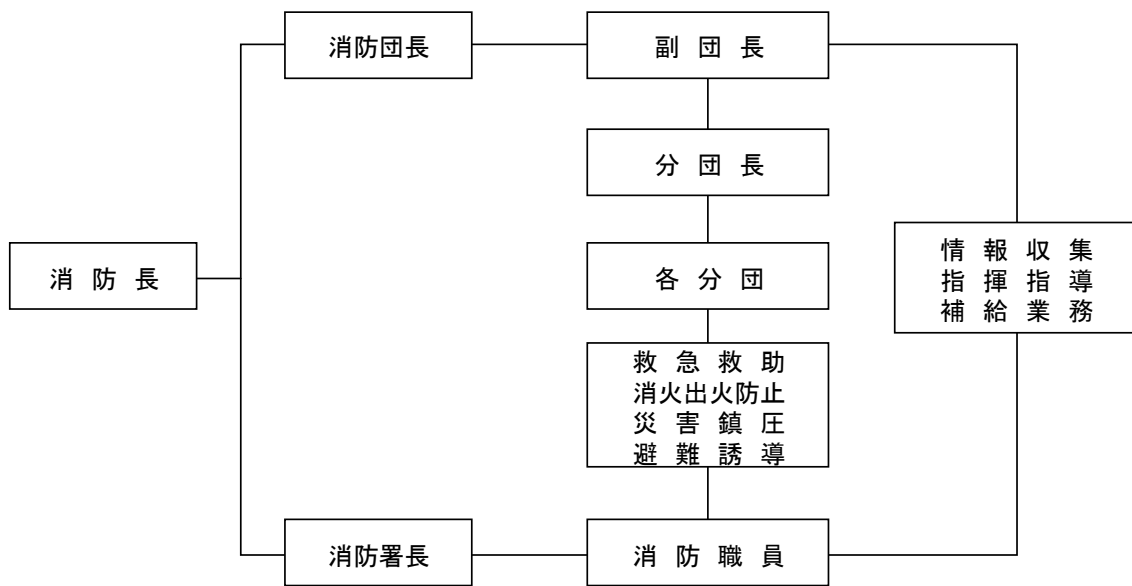 消防団長
副団長
分団長
消防長
各分団
情報収集
指揮指導
補給業務
救急救助
消火出火防止
災害鎮圧
避難誘導
消防署長
消防職員